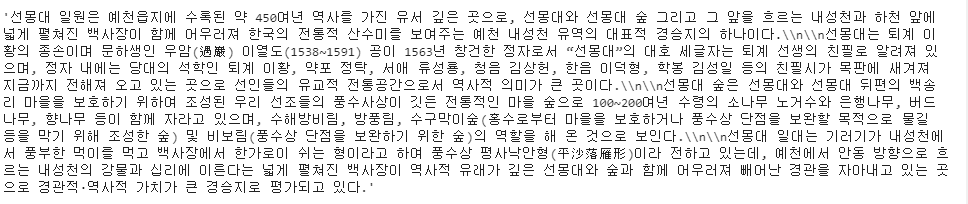 '선몽대 일원은 예천읍지에 수록된 약 450여년 역사를 가진 유서 깊은 곳으로, 선몽대와 선몽대 숲 그리고 그 앞을 흐르는 내성천과 하천 앞에
넓게 펼쳐진 백사장이 함께 어우러져 한국의 전통적 산수미를 보여주는 예천 내성천 유역의 대표적 경승지의 하나이다.\\n\\n선몽대는 퇴계 이
황의 종손이며 문하생인 우암(遇巖) 이열도(1538~1591) 공이 1563년 창건한 정자로서 “선몽대”의 대호 세글자는 퇴계 선생의 친필로 알려져 있
으며, 정자 내에는 당대의 석학인 퇴계 이황, 약포 정탁, 서애 류성룡, 청음 김상헌, 한음 이덕형, 학봉 김성일 등의 친필시가 목판에 새겨져
지금까지 전해져 오고 있는 곳으로 선인들의 유교적 전통공간으로서 역사적 의미가 큰 곳이다.\\n\\n선몽대 숲은 선몽대와 선몽대 뒤편의 백송
리 마을을 보호하기 위하여 조성된 우리 선조들의 풍수사상이 깃든 전통적인 마을 숲으로 100~200여년 수령의 소나무 노거수와 은행나무, 버드
나무, 향나무 등이 함께 자라고 있으며, 수해방비림, 방풍림, 수구막이숲(홍수로부터 마을을 보호하거나 풍수상 단점을 보완할 목적으로 물길
등을 막기 위해 조성한 숲) 및 비보림(풍수상 단점을 보완하기 위한 숲)의 역할을 해 온 것으로 보인다.\\n\\n선몽대 일대는 기러기가 내성천에
서 풍부한 먹이를 먹고 백사장에서 한가로이 쉬는 형이라고 하여 풍수상 평사낙안형(平沙落雁形)이라 전하고 있는데, 예천에서 안동 방향으로 흐
르는 내성천의 강물과 십리에 이른다는 넓게 펼쳐진 백사장이 역사적 유래가 깊은 선몽대와 숲과 함께 어우러져 빼어난 경관을 자아내고 있는 곳
으로 경관적·역사적 가치가 큰 경승지로 평가되고 있다.'